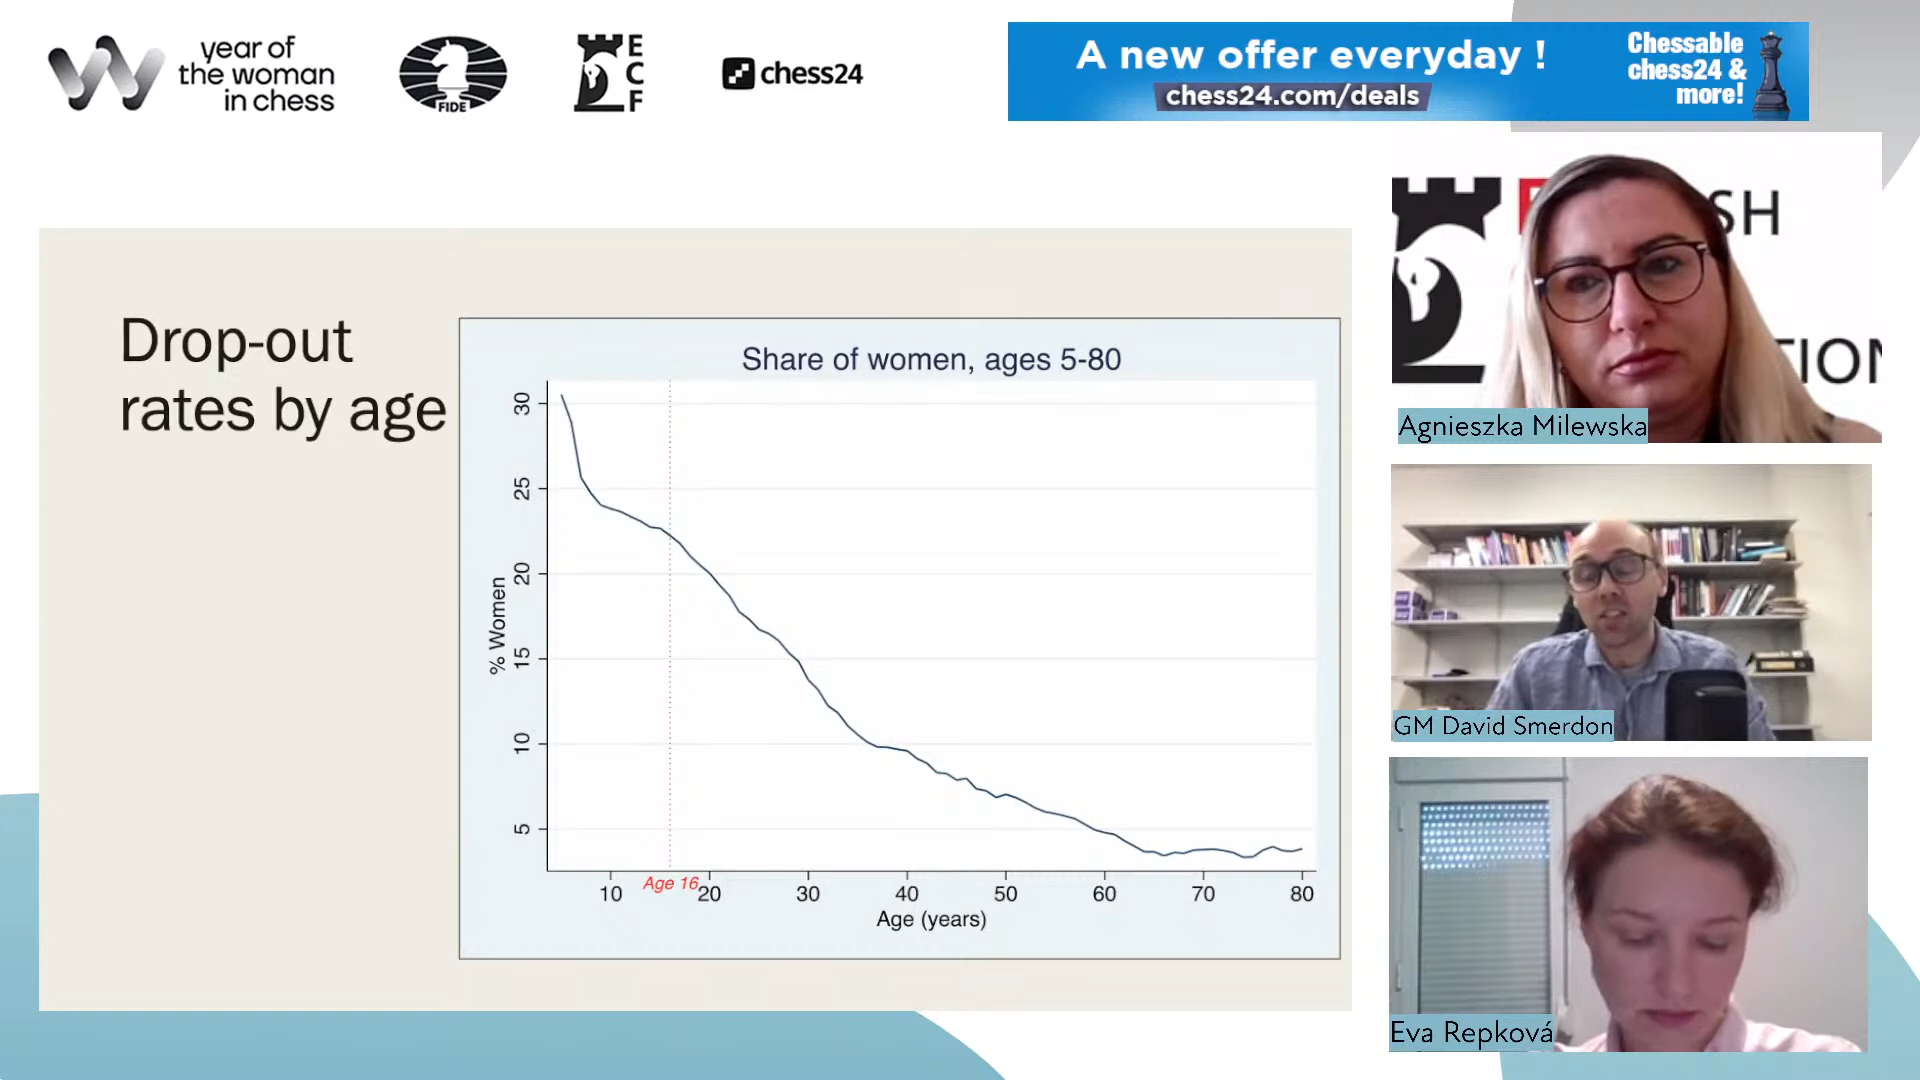 year of
the woman
in chess
FIDE
E
C
F
chess24
A new offer everyday !
chess24.com/deals
Chessable
chess24 &
more!
Drop-out
rates by age
Share of women, ages 5-80
% Women
30
25
20
15
10
5
Age 16
10 20 30 40 50 60 70 80
Age (years)
SH
TION
Agnieszka Milewska
GM David Smerdon
Eva Repková